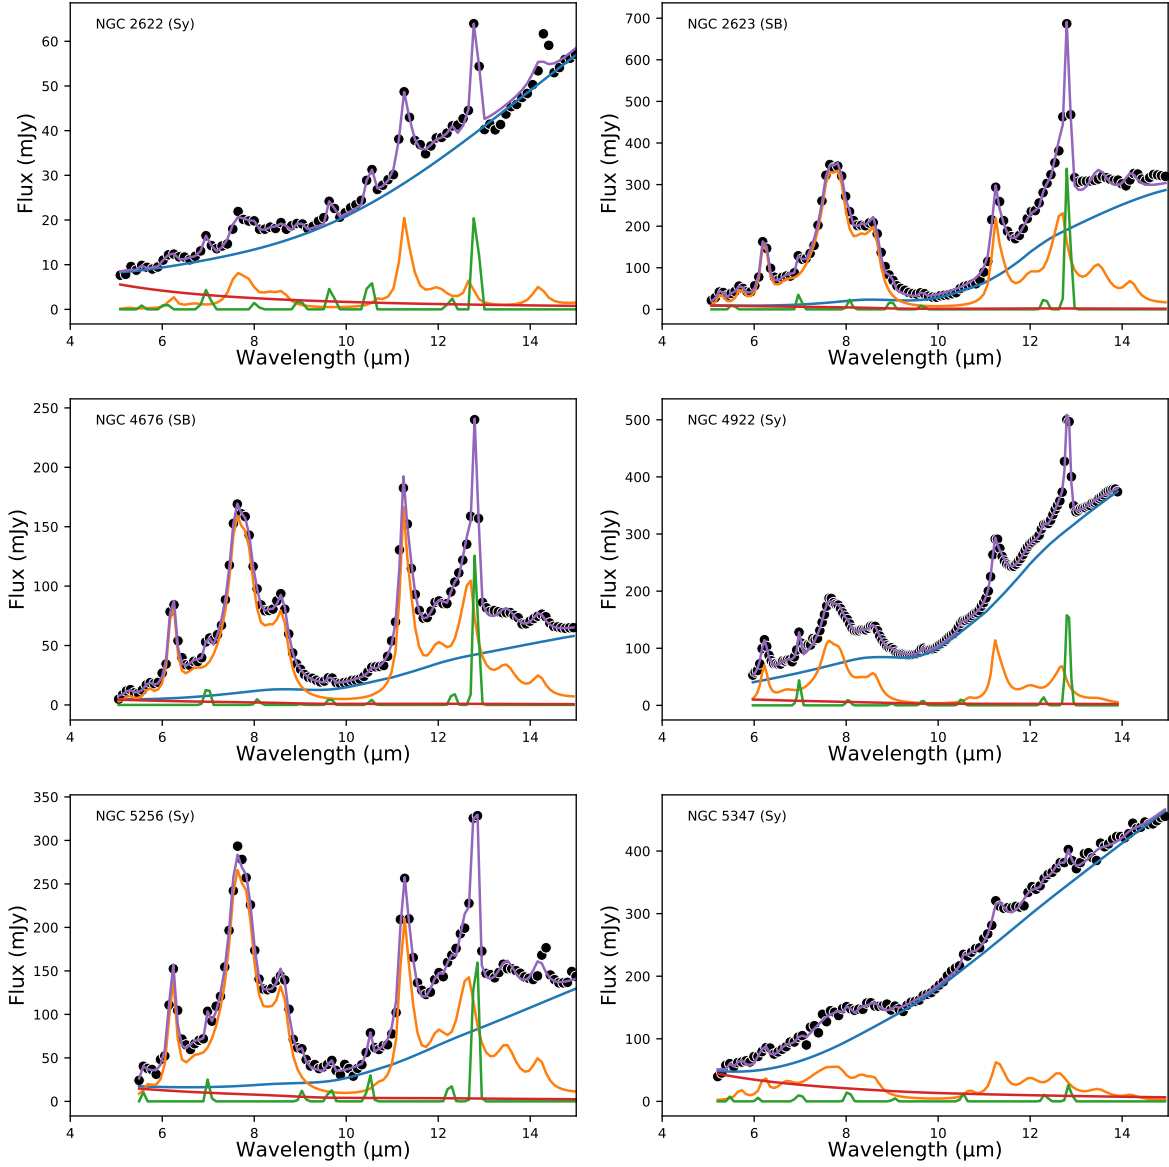 NGC 2622 (Sy)
Flux (mJy)
60
50
40
30
20
10
0
4 6 8 10 12 14
Wavelength (μm)
NGC 2623 (SB)
Flux (mJy)
700
600
500
400
300
200
100
0
4 6 8 10 12 14
Wavelength (μm)
NGC 4676 (SB)
Flux (mJy)
250
200
150
100
50
0
4 6 8 10 12 14
Wavelength (μm)
NGC 4922 (Sy)
Flux (mJy)
500
400
300
200
100
0
4 6 8 10 12 14
Wavelength (μm)
NGC 5256 (Sy)
Flux (mJy)
350
300
250
200
150
100
50
0
4 6 8 10 12 14
Wavelength (μm)
NGC 5347 (Sy)
Flux (mJy)
400
300
200
100
0
4 6 8 10 12 14
Wavelength (μm)